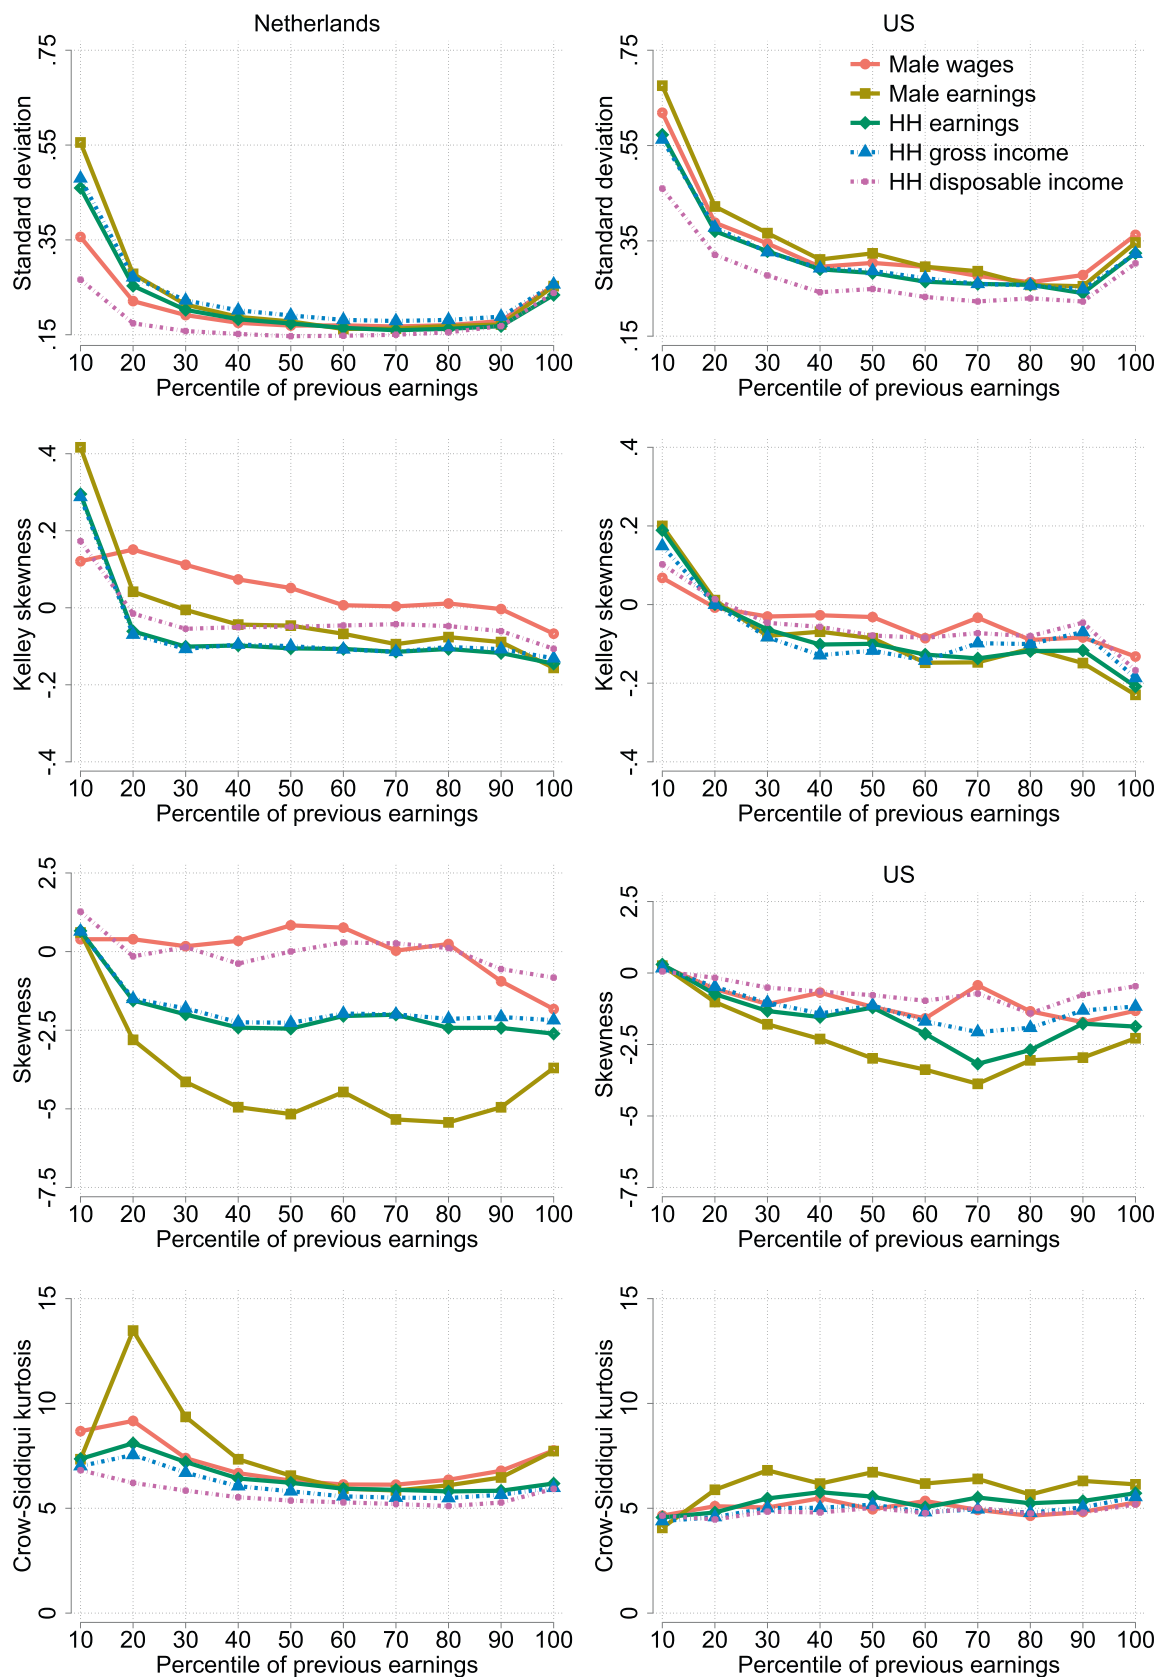 Netherlands
Standard deviation
.75
.55
.35
.15
10 20 30 40 50 60 70 80 90 100
Percentile of previous earnings
US
Standard deviation
.75
.55
.35
.15
Male wages
Male earnings
HH earnings
HH gross income
HH disposable income
10 20 30 40 50 60 70 80 90 100
Percentile of previous earnings
Kelley skewness
.4
.2
0
-.2
-.4
10 20 30 40 50 60 70 80 90 100
Percentile of previous earnings
Kelley skewness
.4
.2
0
-.2
-.4
10 20 30 40 50 60 70 80 90 100
Percentile of previous earnings
Skewness
2.5
0
-2.5
-5
-7.5
10 20 30 40 50 60 70 80 90 100
Percentile of previous earnings
US
Skewness
2.5
0
-2.5
-5
-7.5
10 20 30 40 50 60 70 80 90 100
Percentile of previous earnings
Crow-Siddiqui kurtosis
15
10
5
0
10 20 30 40 50 60 70 80 90 100
Percentile of previous earnings
Crow-Siddiqui kurtosis
15
10
5
0
10 20 30 40 50 60 70 80 90 100
Percentile of previous earnings